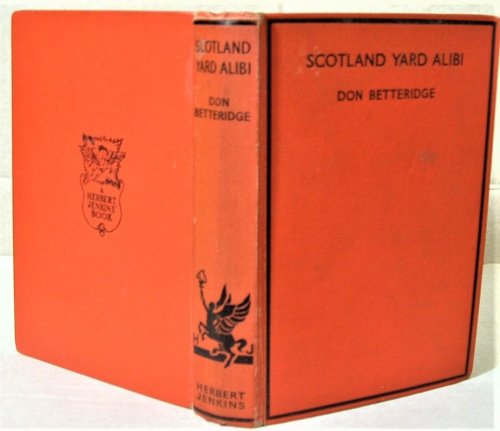 A
HERBERT
JENKINS'
BOOK
SCOTLAND
YARD ALIBI
DON
BETTERIDGE
H J
HERBERT
JENKINS
SCOTLAND YARD ALIBI
DON BETTERIDGE